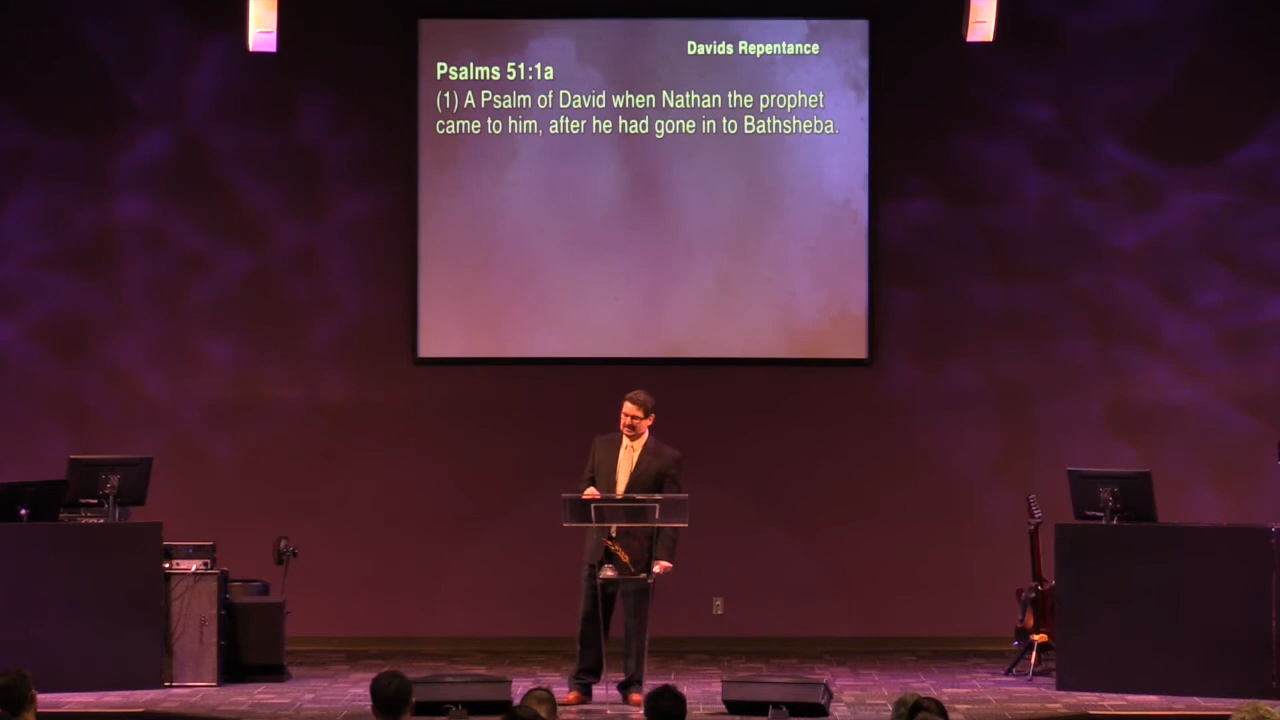 Davids Repentance
Psalms 51:1a
(1) A Psalm of David when Nathan the prophet
came to him, after he had gone in to Bathsheba.